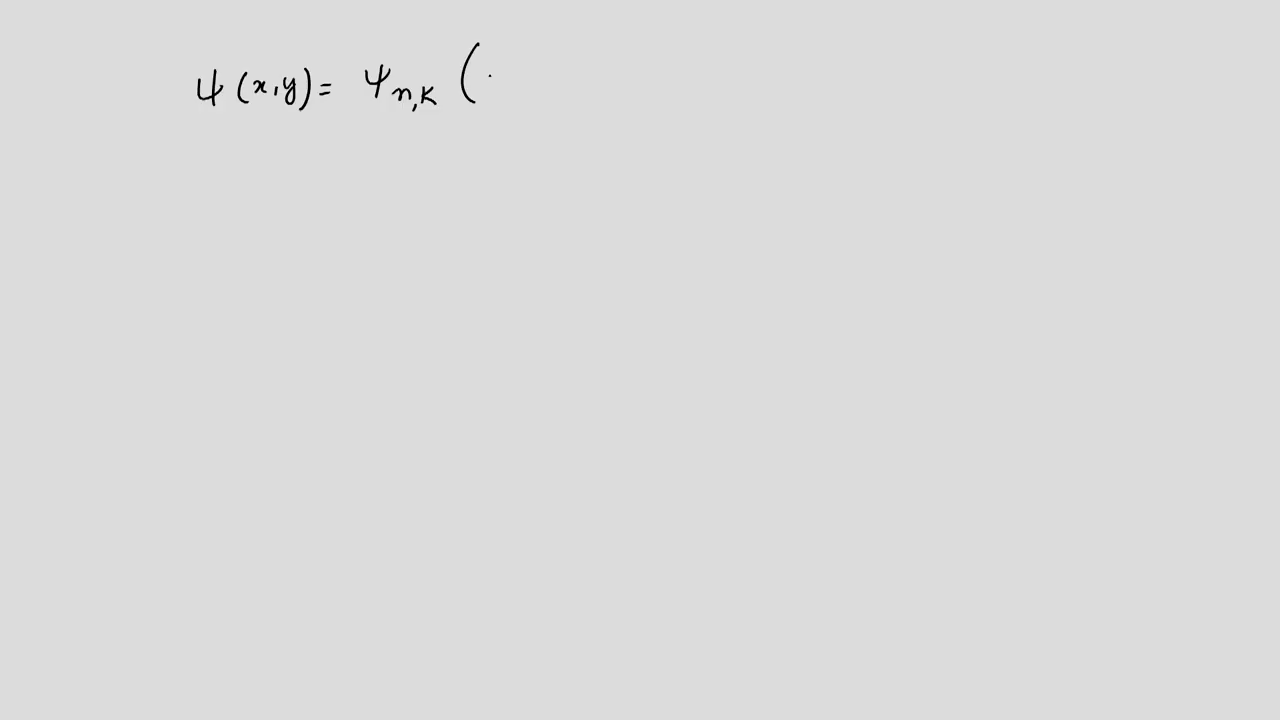 ψ(x,y) = ψ_{n,k} (